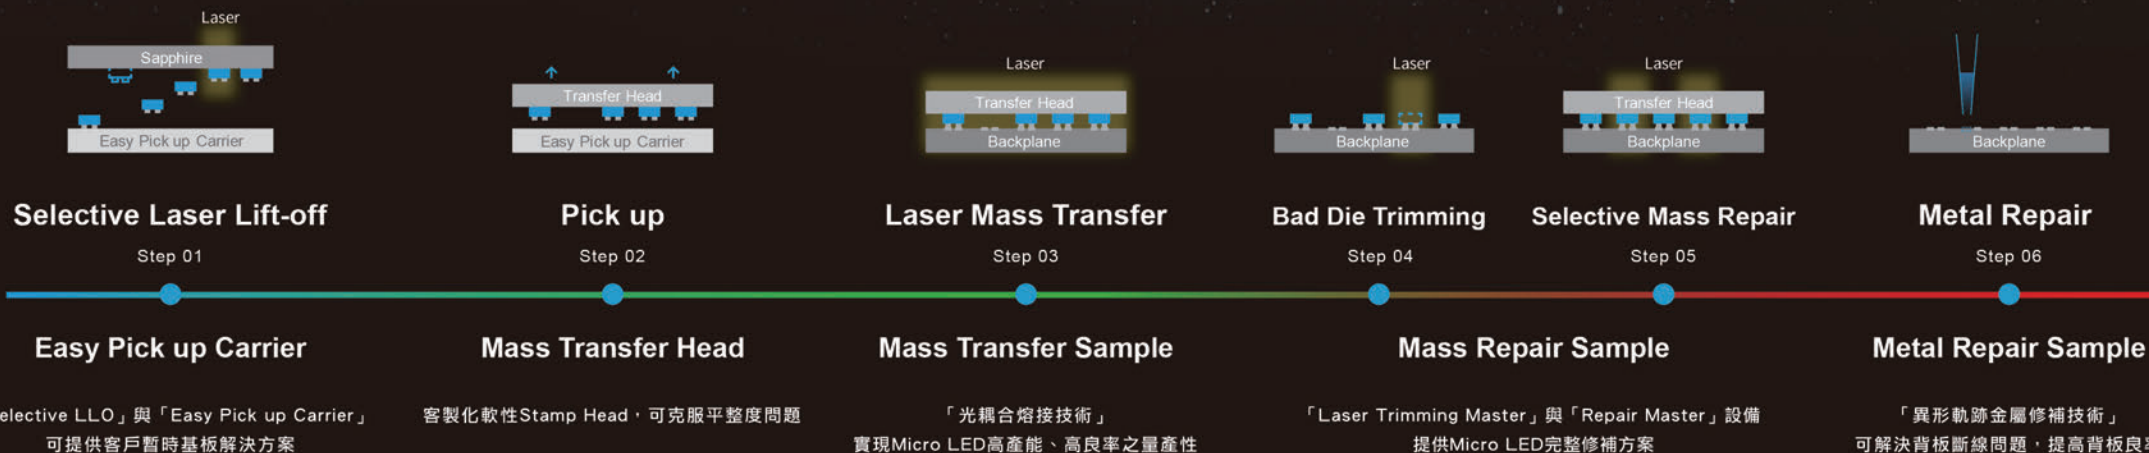 Laser
Sapphire
Easy Pick up Carrier
Transfer Head
Easy Pick up Carrier
Laser
Transfer Head
Backplane
Laser
Backplane
Laser
Transfer Head
Backplane
Backplane
Selective Laser Lift-off
Step 01
Pick up
Step 02
Laser Mass Transfer
Step 03
Bad Die Trimming
Step 04
Selective Mass Repair
Step 05
Metal Repair
Step 06
Easy Pick up Carrier
elective LLO」與「Easy Pick up Carrier」
可提供客戶暫時基板解決方案
Mass Transfer Head
客製化軟性Stamp Head，可克服平整度問題
Mass Transfer Sample
「光耦合熔接技術」
實現Micro LED高產能、高良率之量產性
Mass Repair Sample
「Laser Trimming Master」與「Repair Master」設備
提供Micro LED完整修補方案
Metal Repair Sample
「異形軌跡金屬修補技術」
可解決背板斷線問題，提高背板良